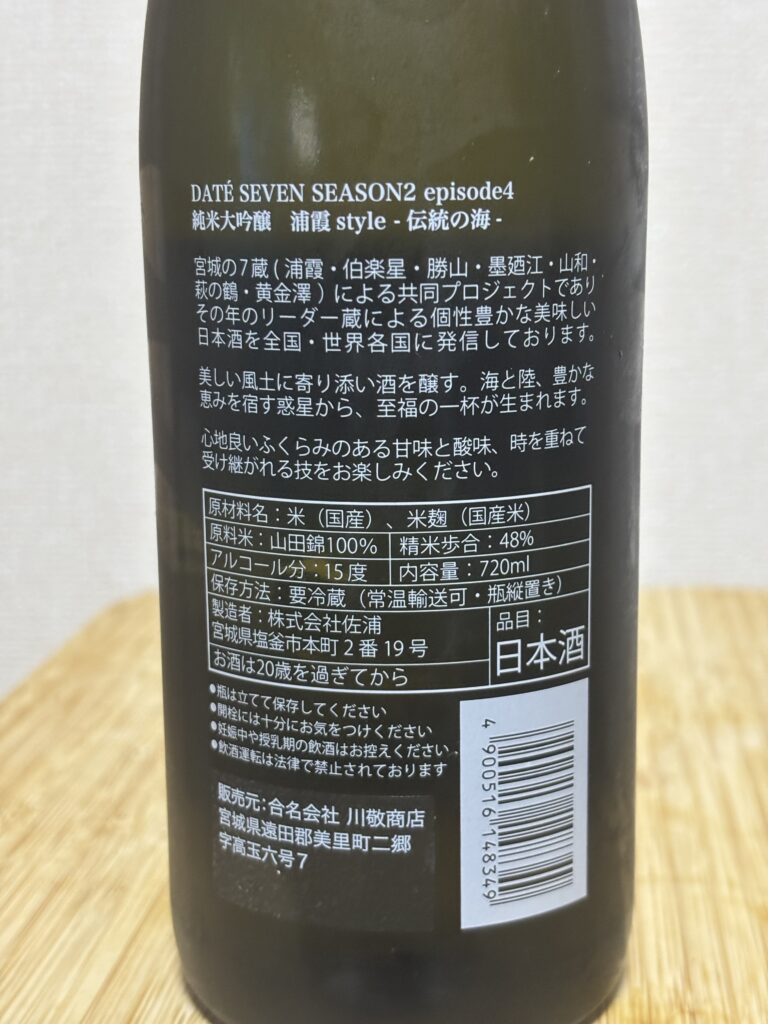 DATÉ SEVEN SEASON2 episode4
純米大吟醸　浦霞 style - 伝統の海 -
宮城の7蔵(浦霞・伯楽星・勝山・墨廼江・山和・
萩の鶴・黄金澤)による共同プロジェクトであり
その年のリーダー蔵による個性豊かな美味しい
日本酒を全国・世界各国に発信しております。
美しい風土に寄り添い酒を醸す。海と陸、豊かな
恵みを宿す惑星から、至福の一杯が生まれます。
心地良いふくらみのある甘味と酸味、時を重ねて
受け継がれる技をお楽しみください。
原材料名：米（国産）、米麹（国産米）
原料米：山田錦100% 精米歩合：48%
アルコール分：15度 内容量：720ml
保存方法：要冷蔵（常温輸送可・瓶縦置き）
製造者：株式会社佐浦
宮城県塩釜市本町2番19号
品目：
日本酒
お酒は20歳を過ぎてから
●瓶は立てて保存してください
●開栓には十分にお気をつけください
●妊娠中や授乳期の飲酒はお控えください
●飲酒運転は法律で禁止されております
販売元：合名会社 川敬商店
宮城県遠田郡美里町二郷
字高玉六号7
4 900516 148349